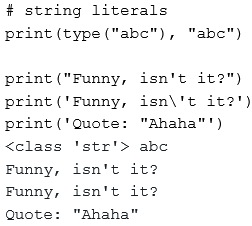 # string literals
print(type("abc"), "abc")

print("Funny, isn't it?")
print('Funny, isn\'t it?')
print('Quote: "Ahaha"')
<class 'str'> abc
Funny, isn't it?
Funny, isn't it?
Quote: "Ahaha"